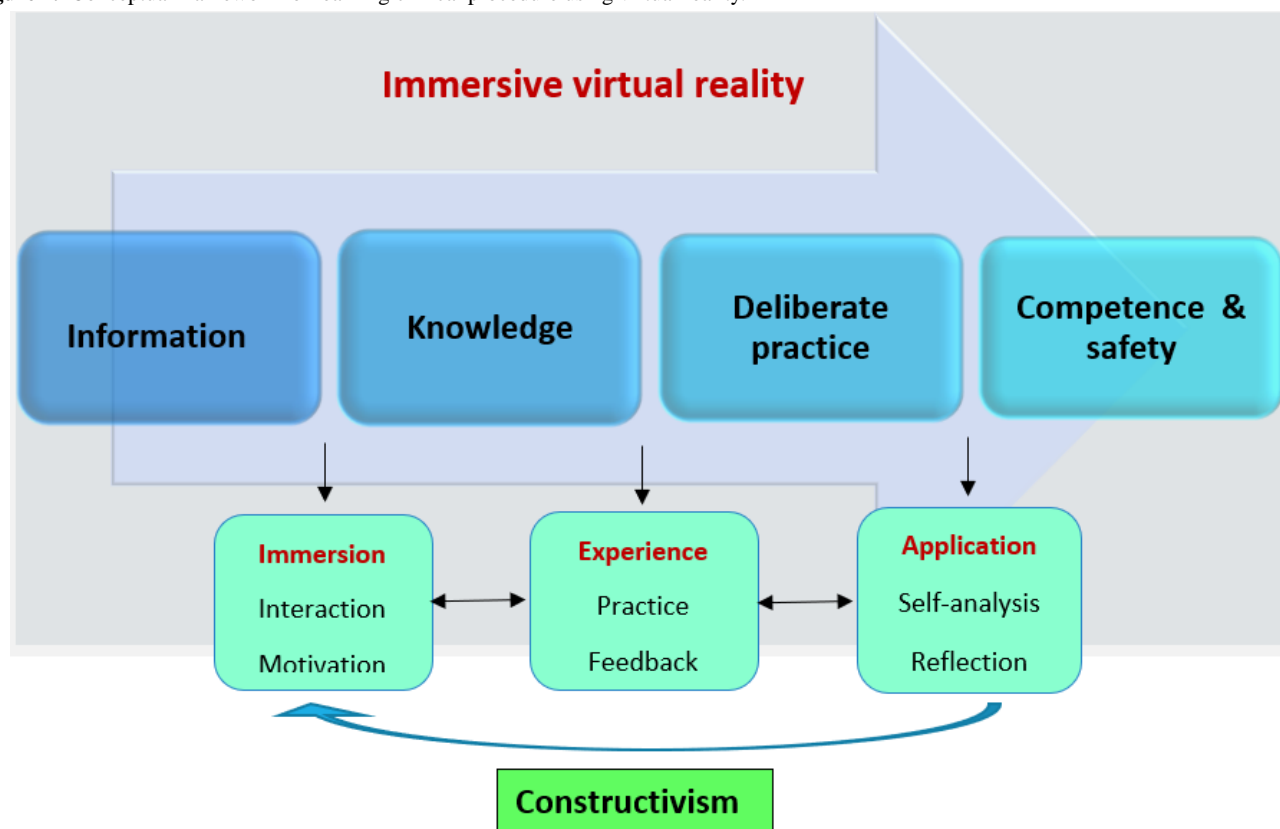 Immersive virtual reality
Information
Knowledge
Deliberate
practice
Competence &
safety
Immersion
Interaction
Motivation
Experience
Practice
Feedback
Application
Self-analysis
Reflection
Constructivism